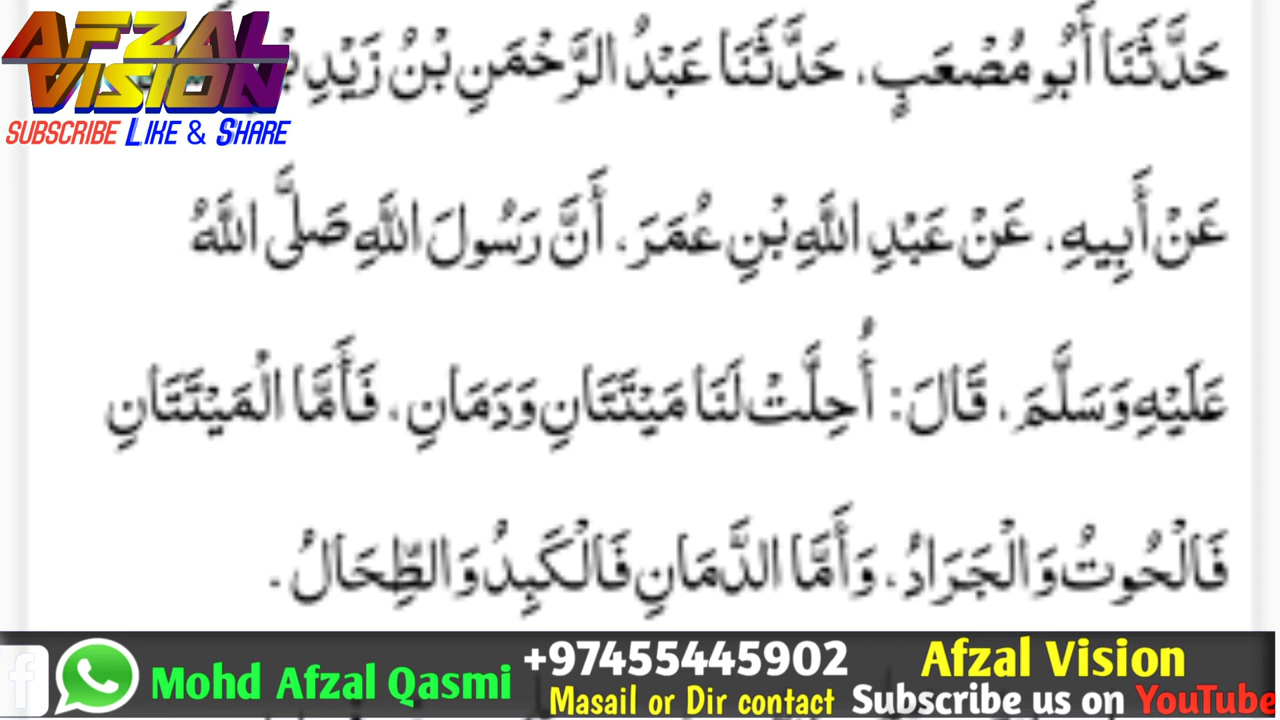 AFZAL
VISION
SUBSCRIBE LIKE & SHARE
حَدَّثَنَا أَبُو مُصْعَبٍ، حَدَّثَنَا عَبْدُ الرَّحْمَنِ بْنُ زَيْدِ
عَنْ أَبِيهِ، عَنْ عَبْدِ اللَّهِ بْنِ عُمَرَ، أَنَّ رَسُولَ اللَّهِ صَلَّى اللَّهُ
عَلَيْهِ وَسَلَّمَ، قَالَ: أُحِلَّتْ لَنَا مَيْتَتَانِ وَدَمَانِ، فَأَمَّا الْمَيْتَتَانِ
فَالْحُوتُ وَالْجَرَادُ، وَأَمَّا الدَّمَانِ فَالْكَبِدُ وَالطِّحَالُ.
Mohd Afzal Qasmi
+97455445902
Masail or Dir contact
Afzal Vision
Subscribe us on YouTube